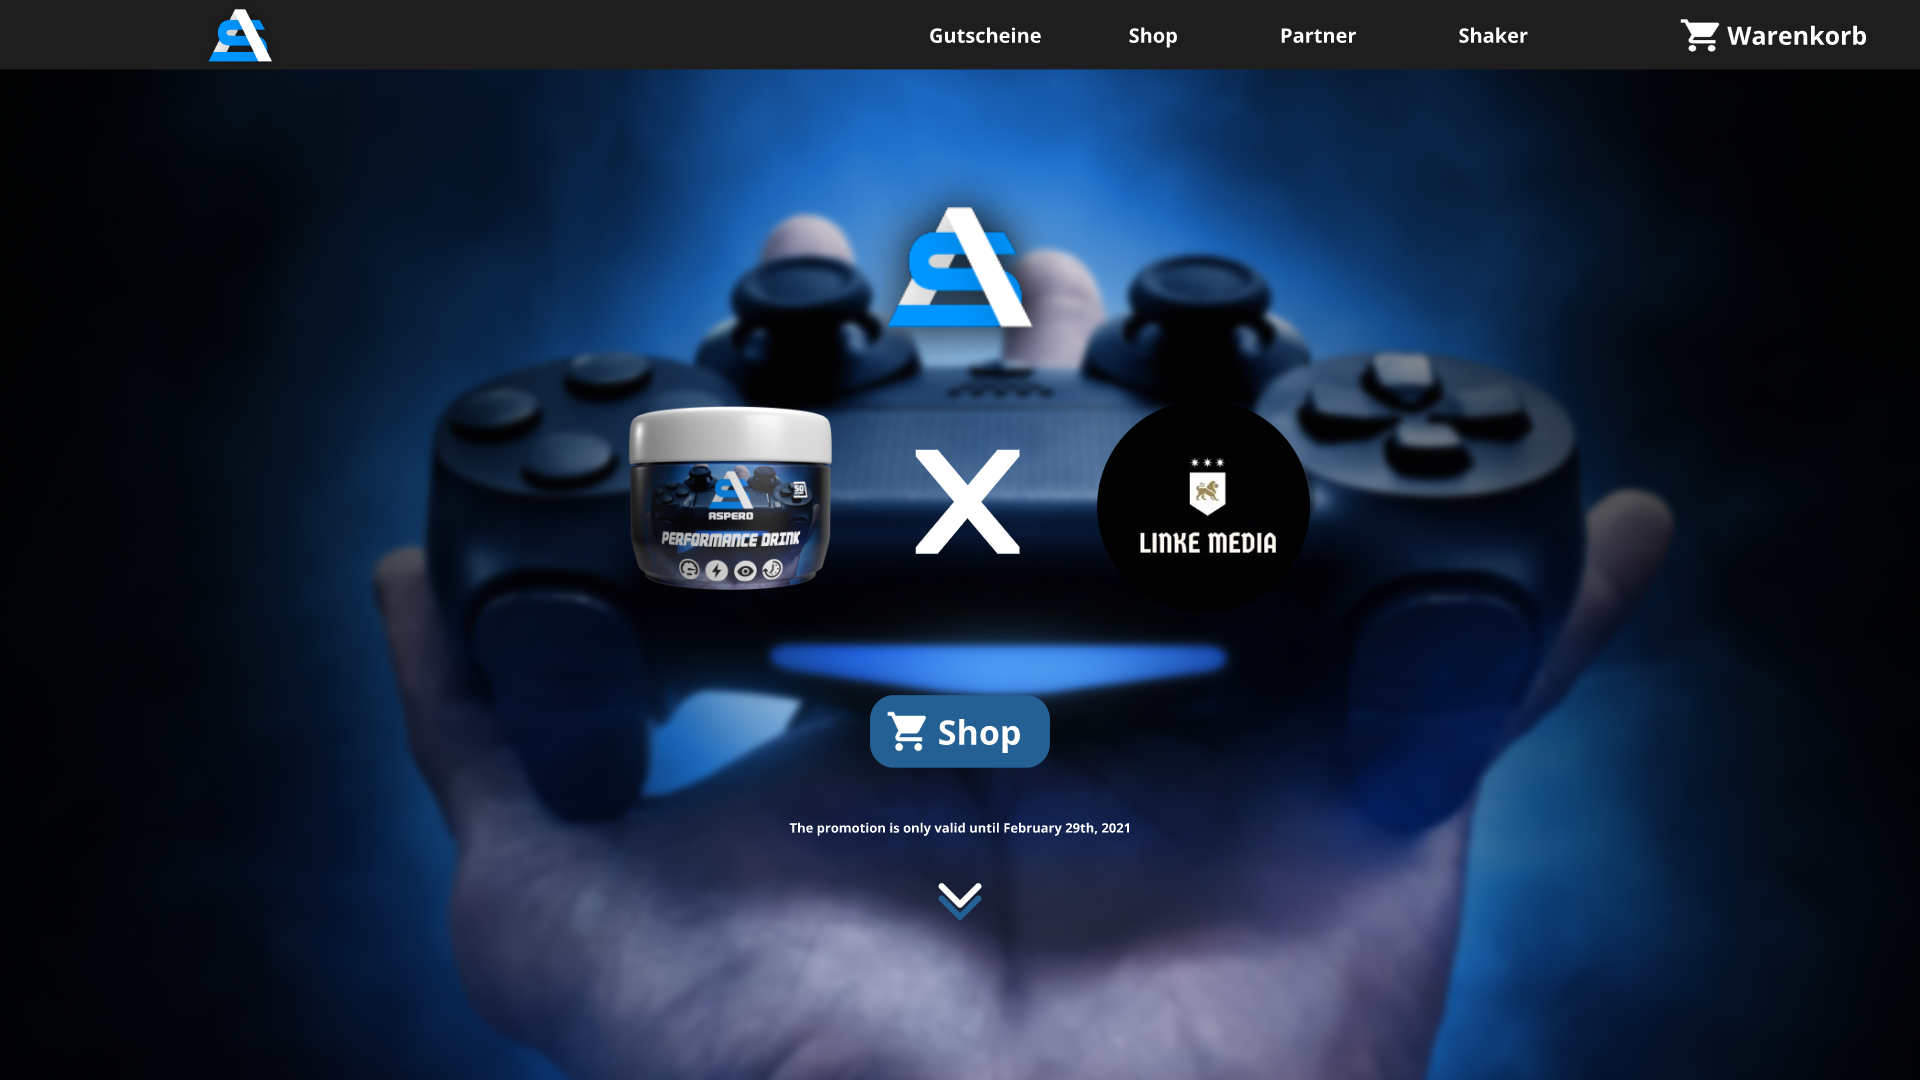 Gutscheine
Shop
Partner
Shaker
Warenkorb
ASPERO
PERFORMANCE DRINK
X
LINKE MEDIA
Shop
The promotion is only valid until February 29th, 2021